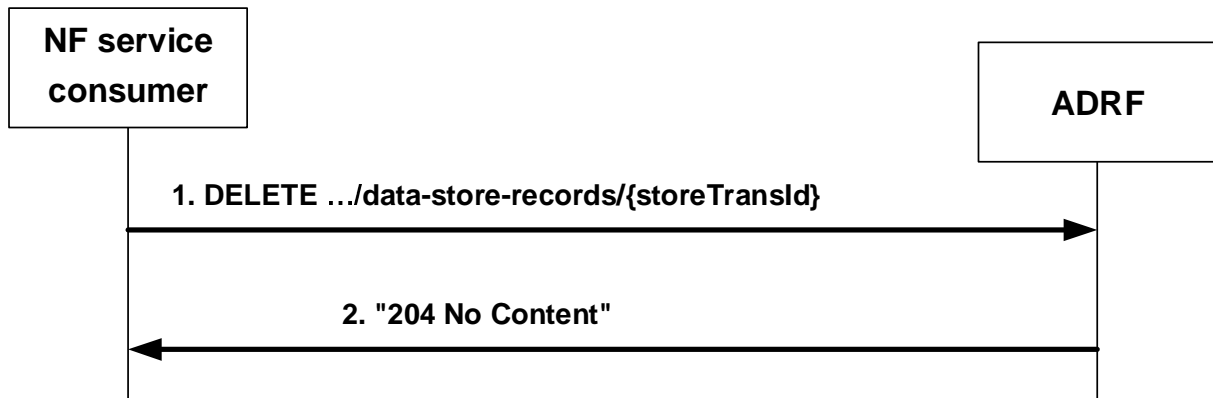 NF service
consumer
ADRF
1. DELETE …/data-store-records/{storeTransId}
2. "204 No Content"